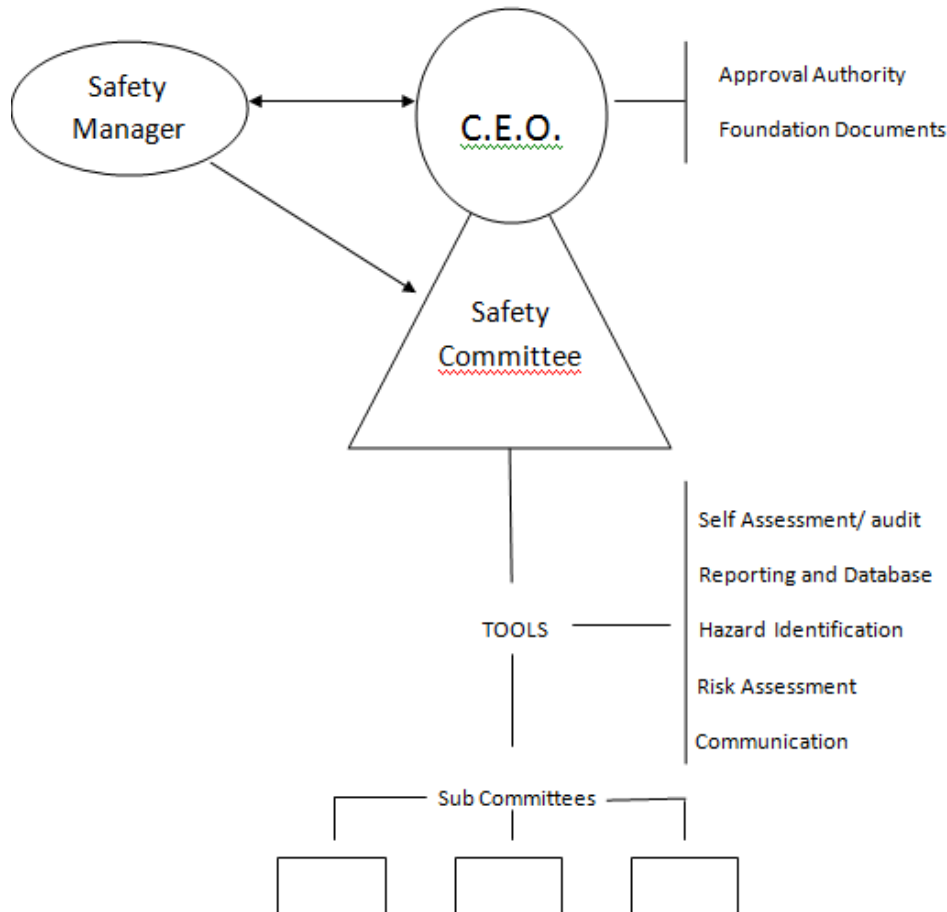 Safety
Manager
C.E.O.
Approval Authority
Foundation Documents
Safety
Committee
Self Assessment/ audit
Reporting and Database
TOOLS
Hazard Identification
Risk Assessment
Communication
Sub Committees